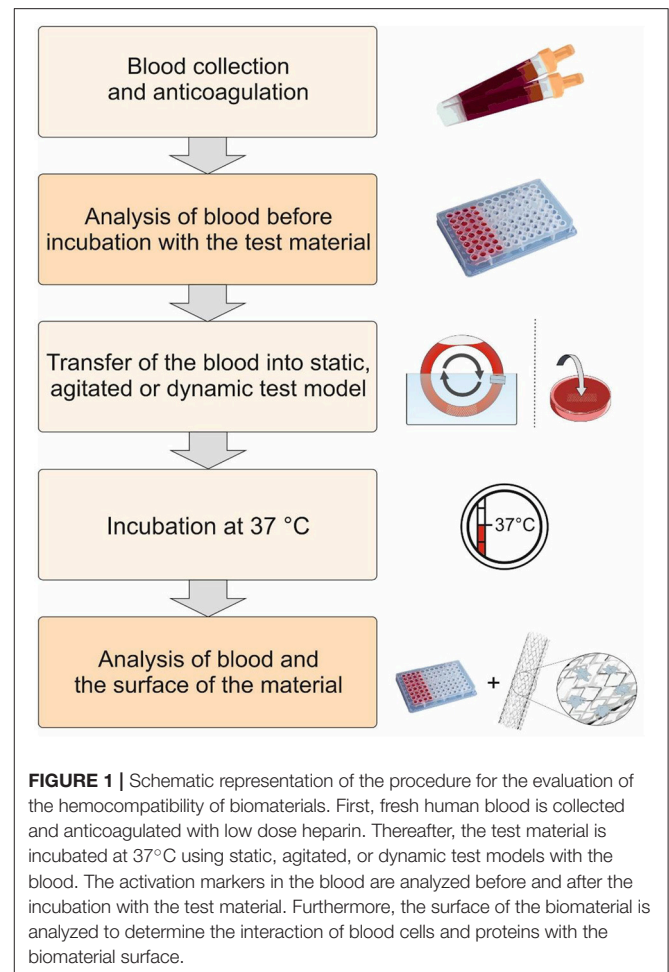 Blood collection
and anticoagulation
Analysis of blood before
incubation with the test material
Transfer of the blood into static,
agitated or dynamic test model
Incubation at 37 °C
37°C
Analysis of blood and
the surface of the material
+
FIGURE 1 | Schematic representation of the procedure for the evaluation of
the hemocompatibility of biomaterials. First, fresh human blood is collected
and anticoagulated with low dose heparin. Thereafter, the test material is
incubated at 37°C using static, agitated, or dynamic test models with the
blood. The activation markers in the blood are analyzed before and after the
incubation with the test material. Furthermore, the surface of the biomaterial is
analyzed to determine the interaction of blood cells and proteins with the
biomaterial surface.